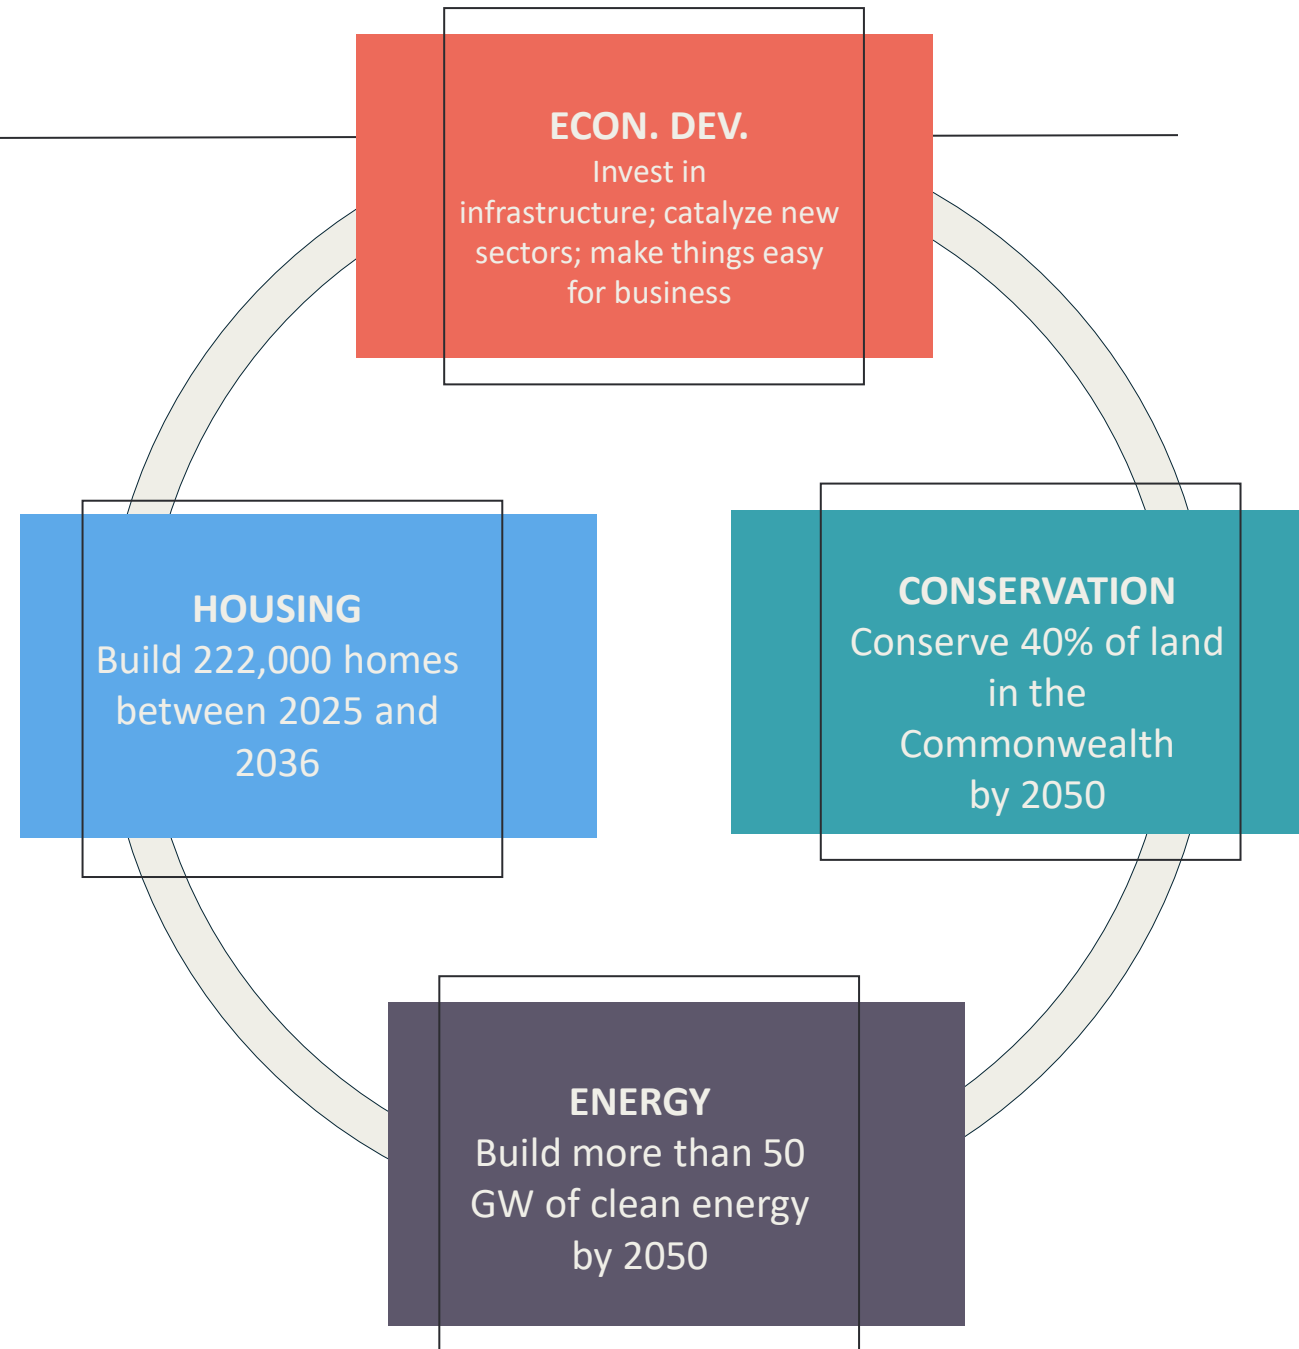 ECON. DEV.
Invest in
infrastructure; catalyze new
sectors; make things easy
for business
HOUSING
Build 222,000 homes
between 2025 and
2036
CONSERVATION
Conserve 40% of land
in the
Commonwealth
by 2050
ENERGY
Build more than 50
GW of clean energy
by 2050